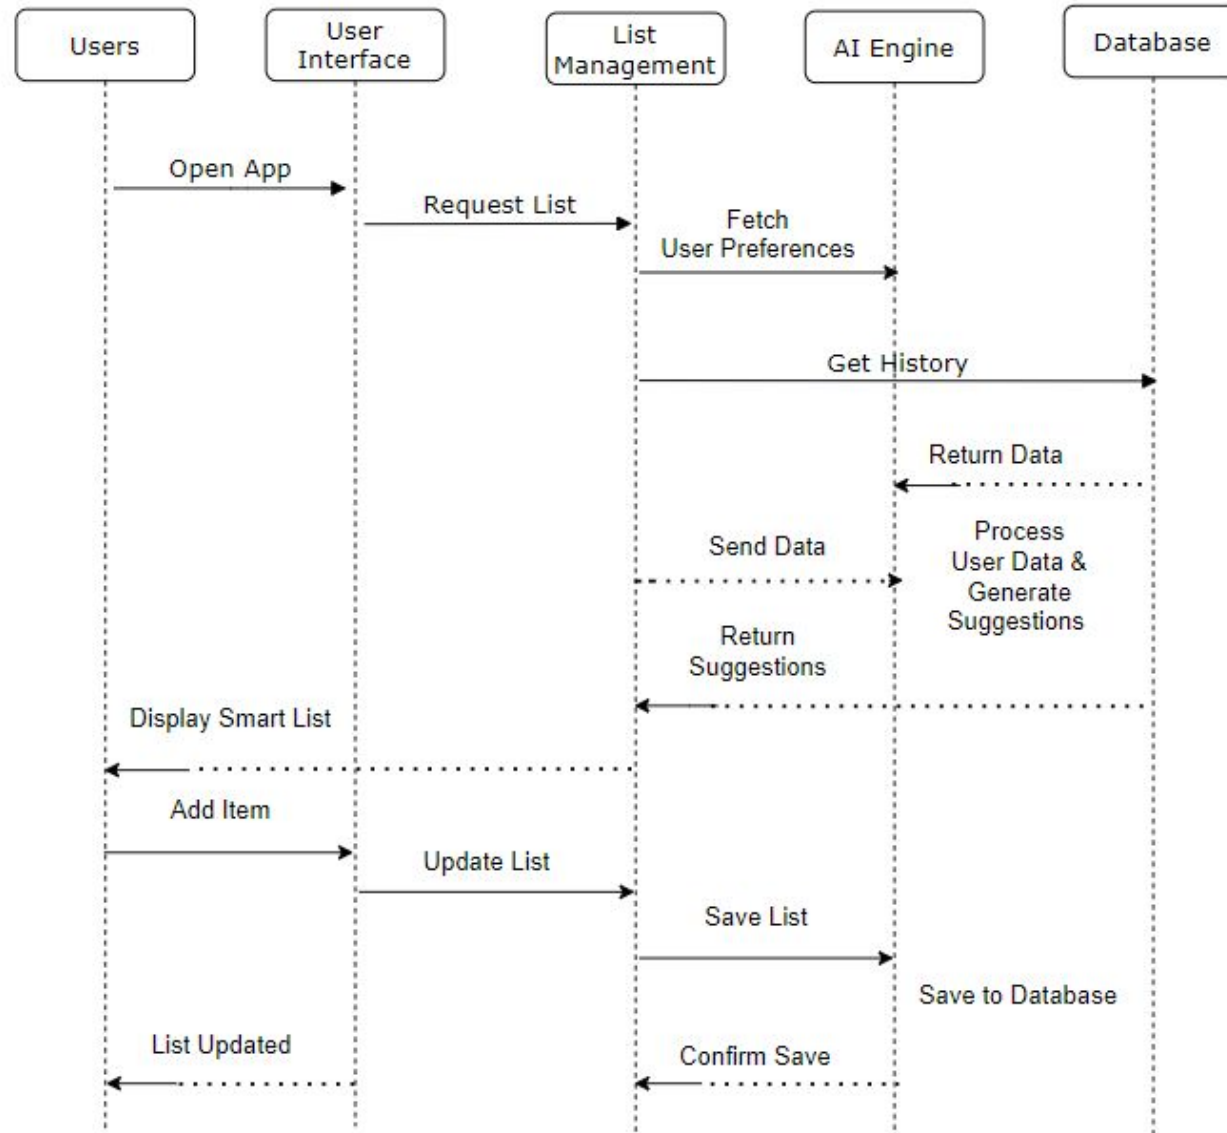 Users
User
Interface
List
Management
AI Engine
Database
Open App
Request List
Fetch
User Preferences
Get History
Return Data
Send Data
Process
User Data &
Generate
Suggestions
Return
Suggestions
Display Smart List
Add Item
Update List
Save List
Save to Database
List Updated
Confirm Save